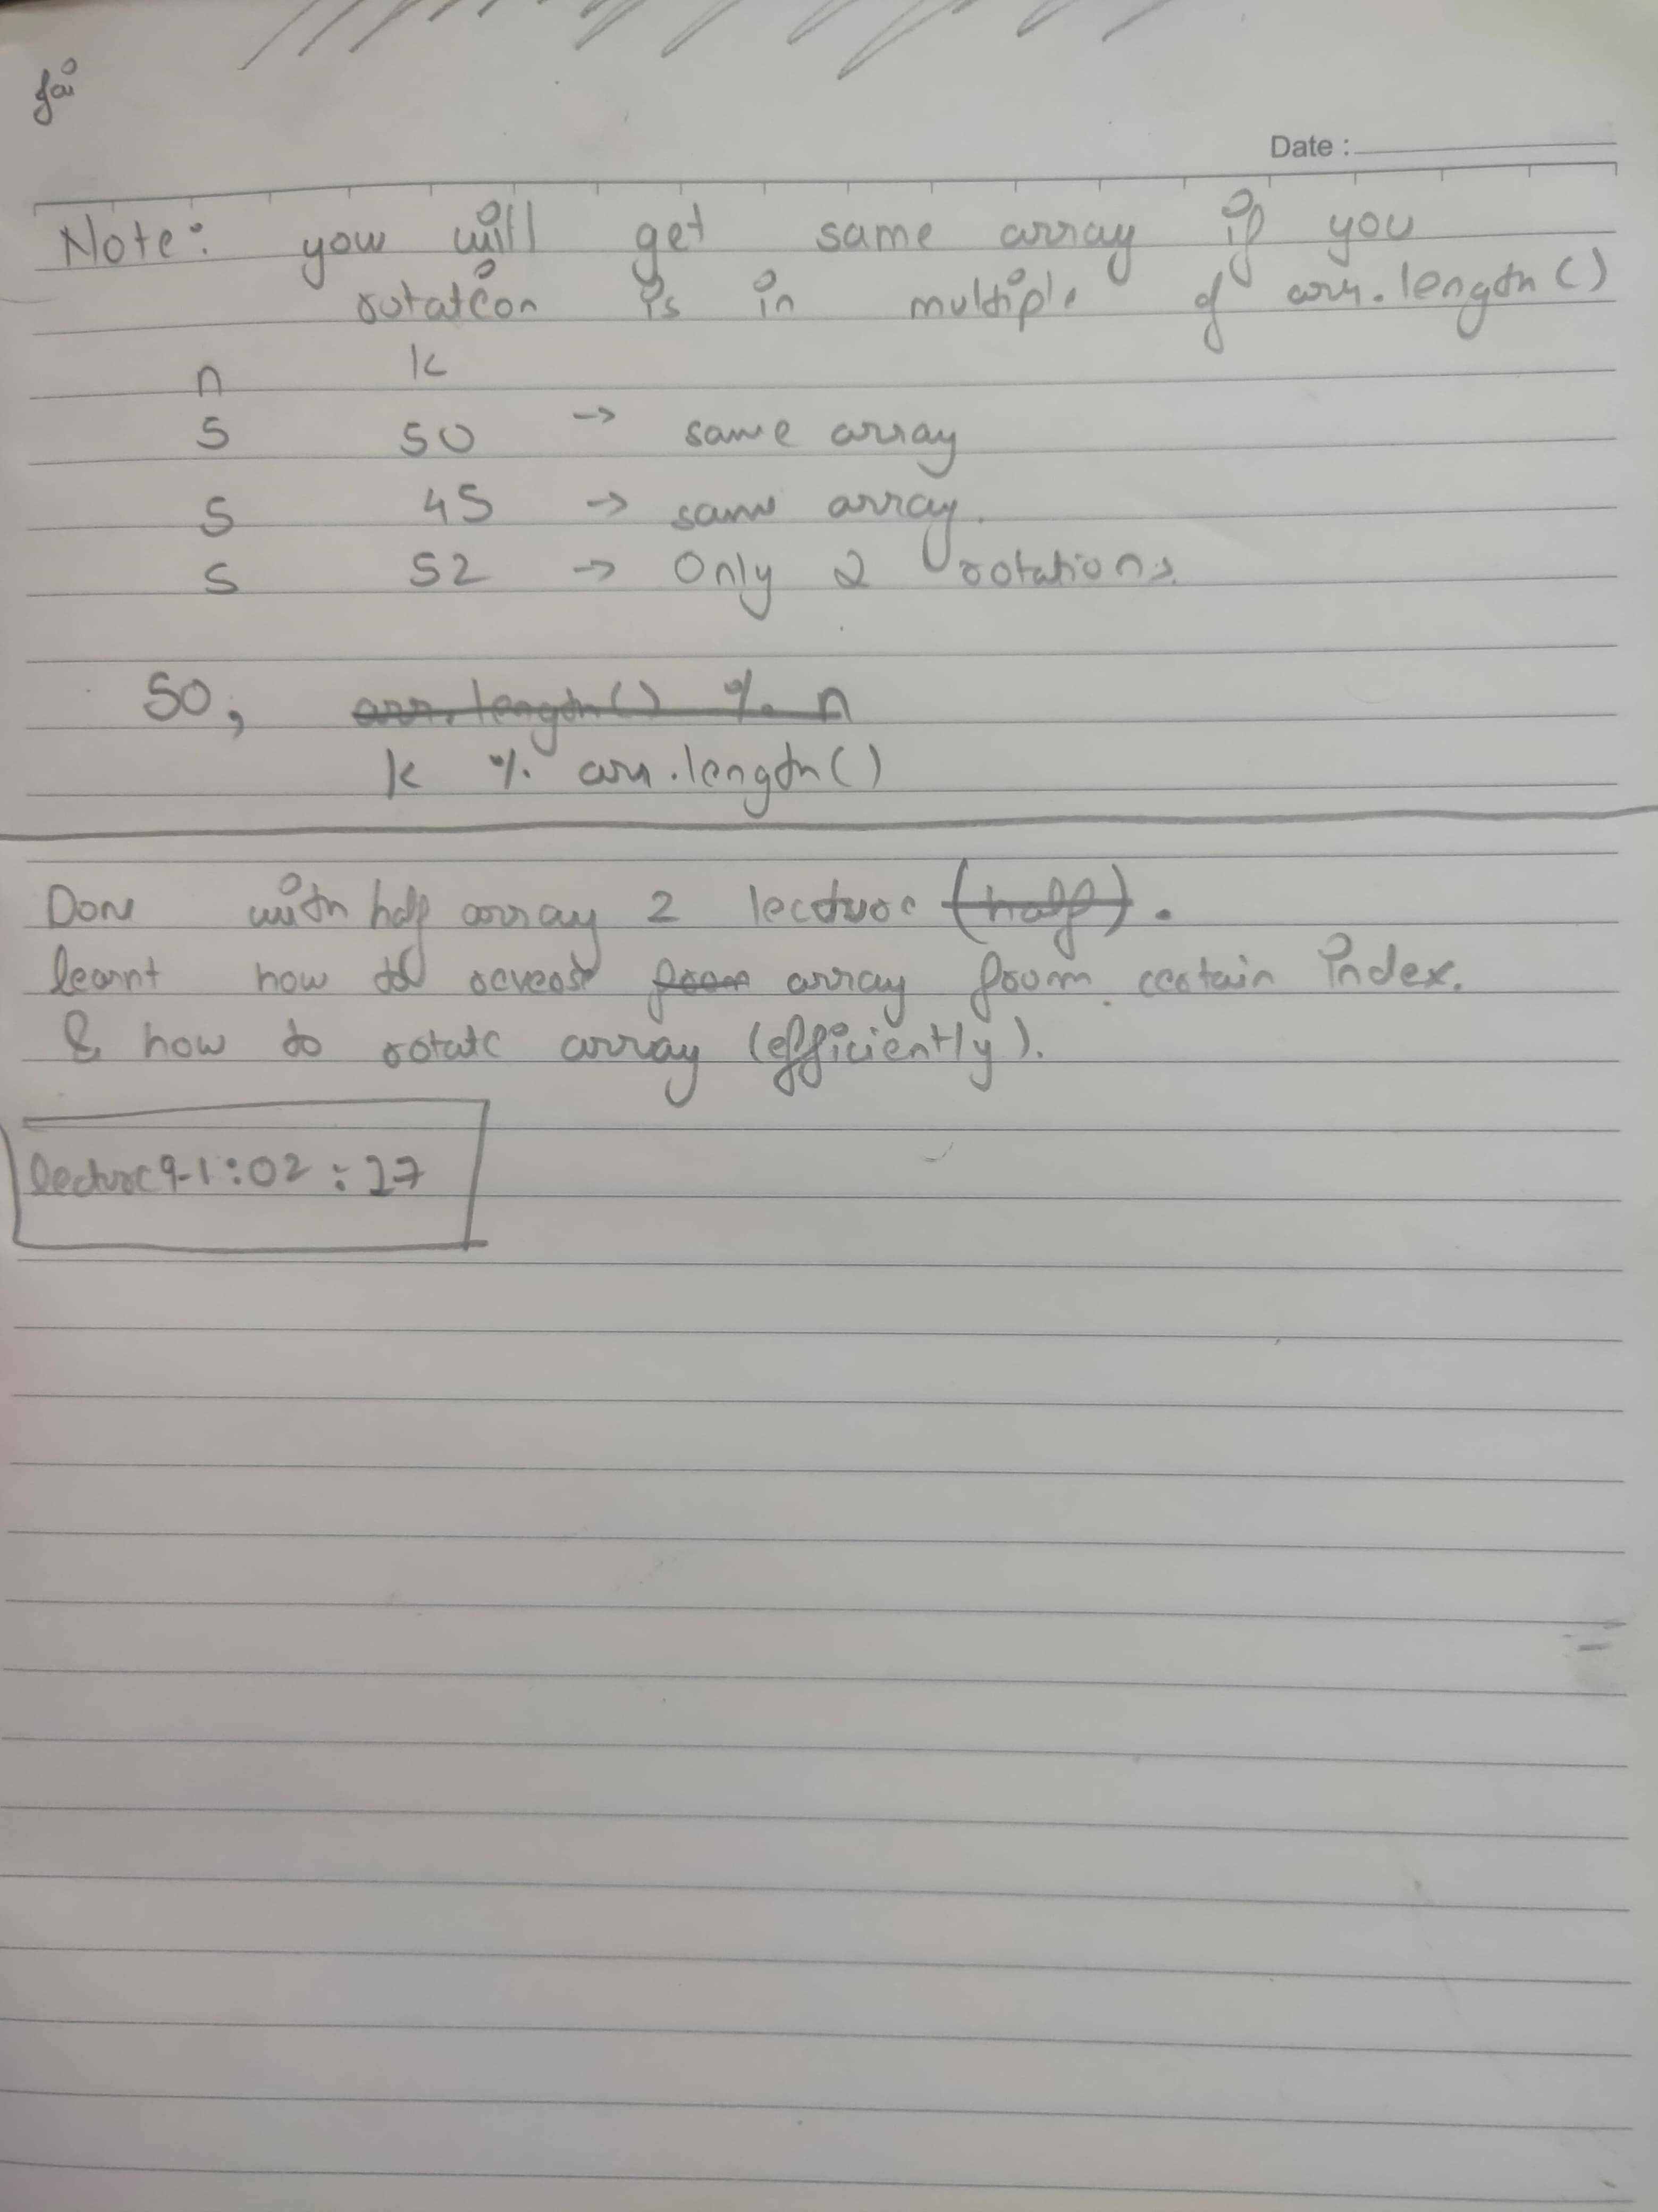 Date :
Note: you will get same array if you
rotation is in multiple of arr.length()
n k
5 50 -> same array
5 45 -> same array.
5 52 -> Only 2 rotations.
So, arr.length() % n
k % arr.length()
Done with half array 2 lecture (half).
learnt how to reverse from array from certain index.
& how to rotate array (efficiently).
lecture 9-1:02:27